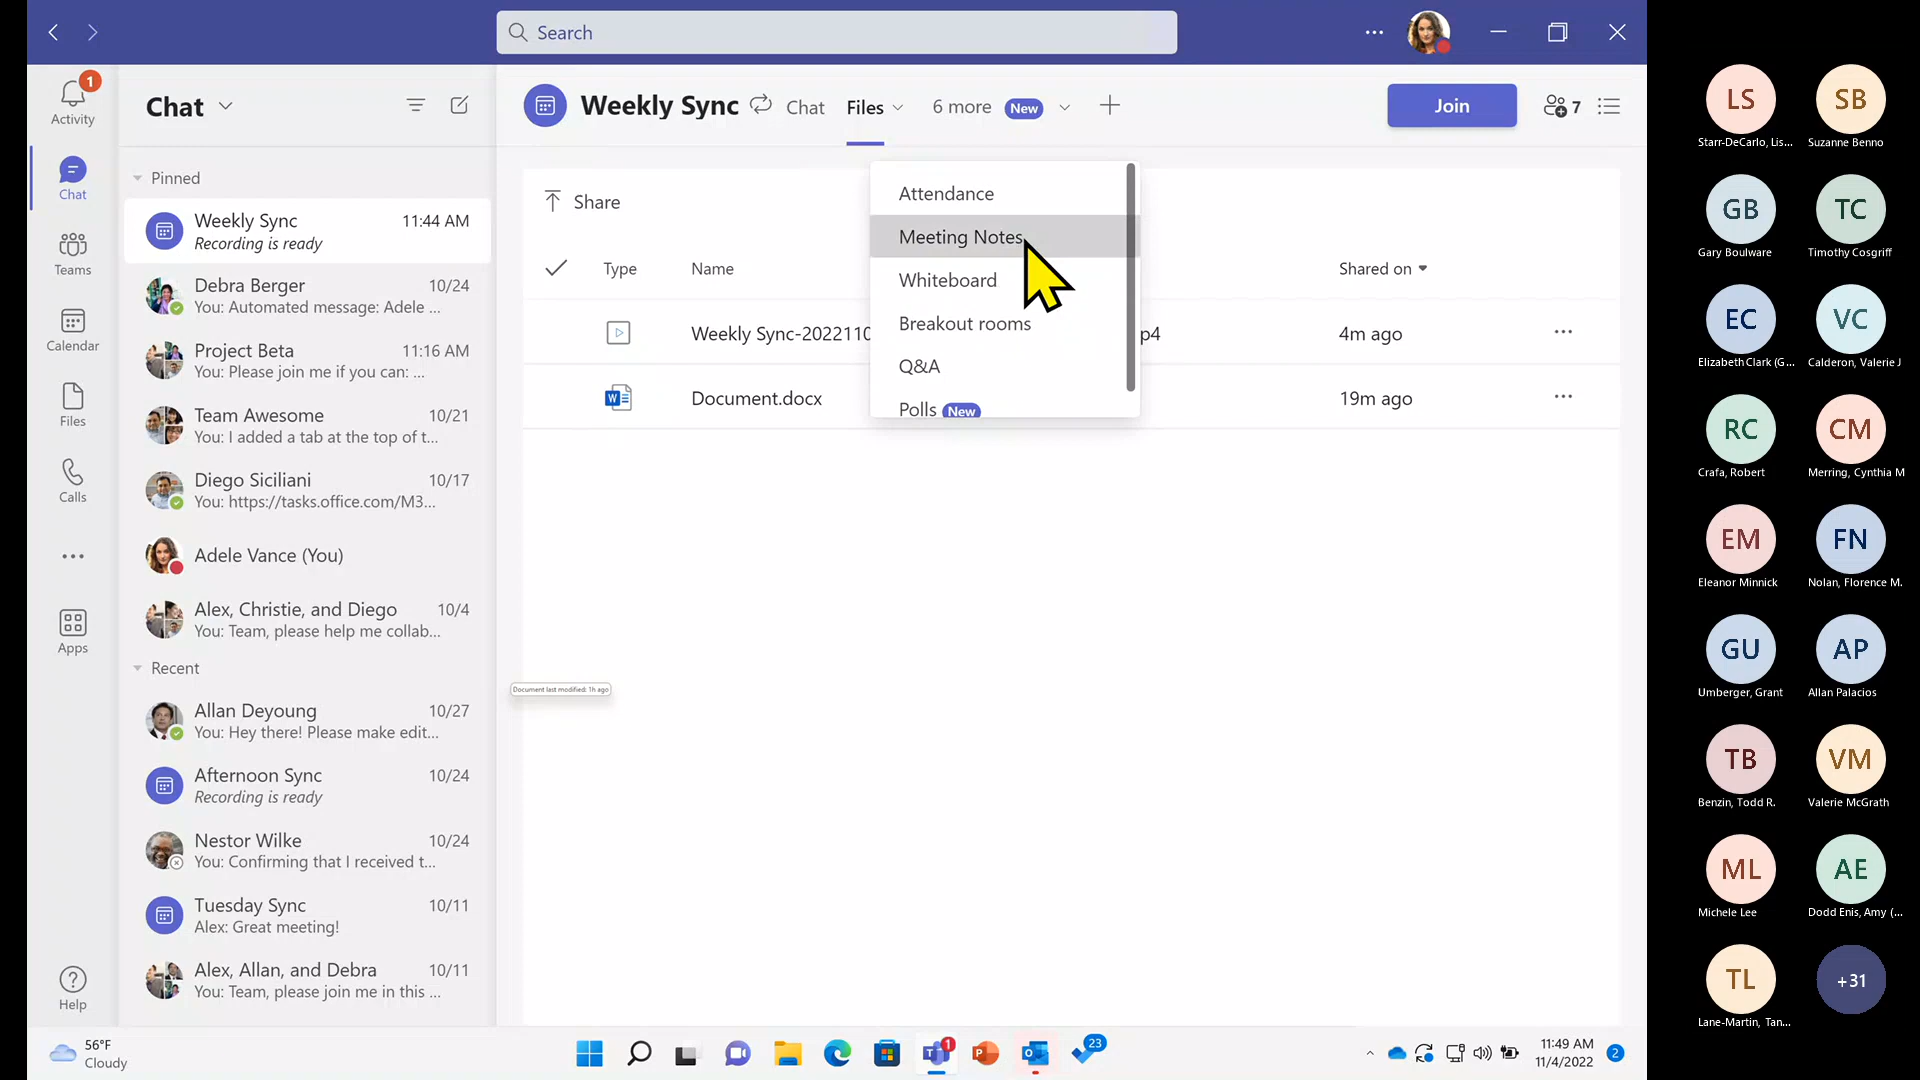 Search
1
Activity
Chat
Teams
Calendar
Files
Calls
Apps
Help
Chat
Pinned
Weekly Sync 11:44 AM
Recording is ready
Debra Berger 10/24
You: Automated message: Adele ...
Project Beta 11:16 AM
You: Please join me if you can: ...
Team Awesome 10/21
You: I added a tab at the top of t...
Diego Siciliani 10/17
You: https://tasks.office.com/M3...
Adele Vance (You)
Alex, Christie, and Diego 10/4
You: Team, please help me collab...
Recent
Allan Deyoung 10/27
You: Hey there! Please make edit...
Afternoon Sync 10/24
Recording is ready
Nestor Wilke 10/24
You: Confirming that I received t...
Tuesday Sync 10/11
Alex: Great meeting!
Alex, Allan, and Debra 10/11
You: Team, please join me in this ...
Weekly Sync Chat Files 6 more New Join 7
Share
Type Name Shared on
Weekly Sync-2022110 p4 4m ago
W Document.docx 19m ago
Attendance
Meeting Notes
Whiteboard
Breakout rooms
Q&A
Polls New
Document last modified: 1h ago
LS SB
Starr-DeCarlo, Lis... Suzanne Benno
GB TC
Gary Boulware Timothy Cosgriff
EC VC
Elizabeth Clark (G... Calderon, Valerie J
RC CM
Crafa, Robert Merring, Cynthia M
EM FN
Eleanor Minnick Nolan, Florence M.
GU AP
Umberger, Grant Allan Palacios
TB VM
Benzin, Todd R. Valerie McGrath
ML AE
Michele Lee Dodd Enis, Amy (...
TL +31
Lane-Martin, Tan...
56°F
Cloudy
1
23
11:49 AM
11/4/2022
2